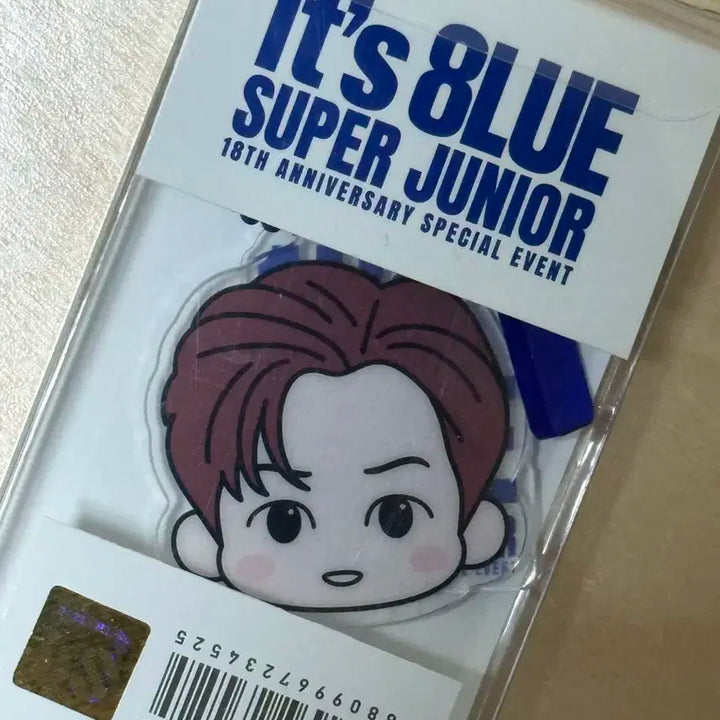 It's 8LUE
SUPER JUNIOR
18TH ANNIVERSARY SPECIAL EVENT
8809967234525